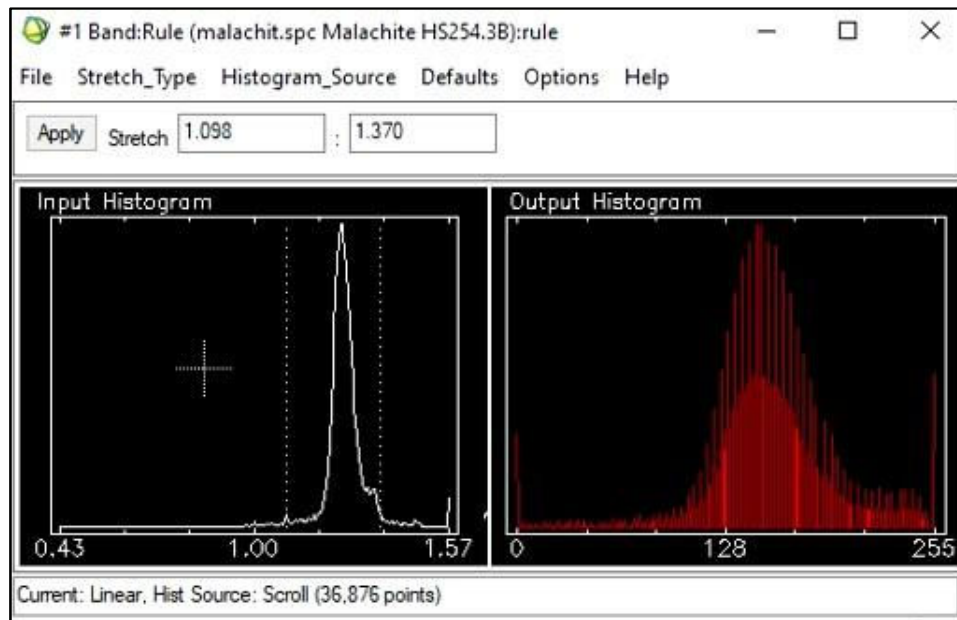 #1 Band:Rule (malachit.spc Malachite HS254.3B):rule
File Stretch_Type Histogram_Source Defaults Options Help
Apply Stretch 1.098 : 1.370
Input Histogram
0.43 1.00 1.57
Output Histogram
0 128 255
Current: Linear, Hist Source: Scroll (36,876 points)